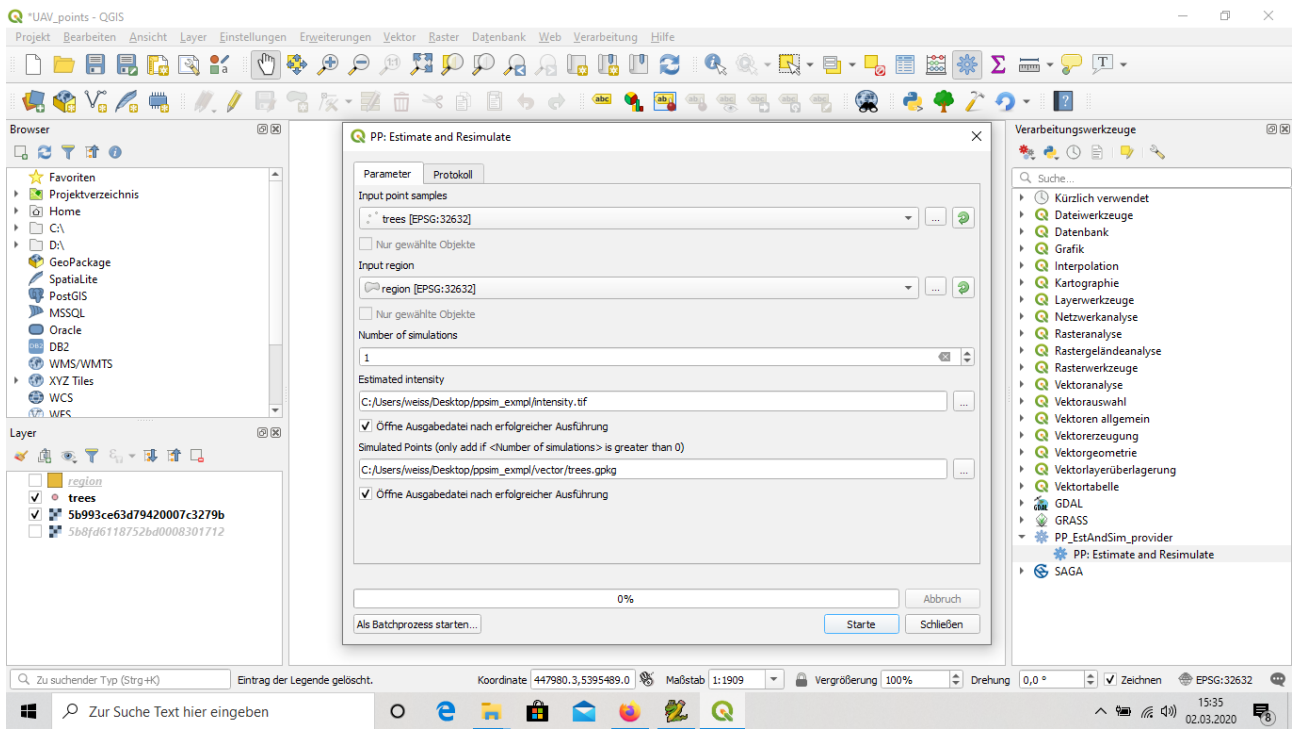 *UAV_points - QGIS
Projekt Bearbeiten Ansicht Layer Einstellungen Erweiterungen Vektor Raster Datenbank Web Verarbeitung Hilfe
Browser
Favoriten
Projektverzeichnis
Home
C:\
D:\
GeoPackage
SpatiaLite
PostGIS
MSSQL
Oracle
DB2
WMS/WMTS
XYZ Tiles
WCS
WFS
Layer
region
trees
5b993ce63d79420007c3279b
5b8fd6118752bd0008301712
PP: Estimate and Resimulate
Parameter Protokoll
Input point samples
trees [EPSG:32632]
...
Nur gewählte Objekte
Input region
region [EPSG:32632]
...
Nur gewählte Objekte
Number of simulations
1
Estimated intensity
C:/Users/weiss/Desktop/ppsim_exmpl/intensity.tif
...
Öffne Ausgabedatei nach erfolgreicher Ausführung
Simulated Points (only add if <Number of simulations> is greater than 0)
C:/Users/weiss/Desktop/ppsim_exmpl/vector/trees.gpkg
...
Öffne Ausgabedatei nach erfolgreicher Ausführung
0%
Abbruch
Als Batchprozess starten...
Starte
Schließen
Verarbeitungswerkzeuge
Suche...
Kürzlich verwendet
Dateiwerkzeuge
Datenbank
Grafik
Interpolation
Kartographie
Layerwerkzeuge
Netzwerkanalyse
Rasteranalyse
Rastergeländeanalyse
Rasterwerkzeuge
Vektoranalyse
Vektorauswahl
Vektoren allgemein
Vektorerzeugung
Vektorgeometrie
Vektorlayerüberlagerung
Vektortabelle
GDAL
GRASS
PP_EstAndSim_provider
PP: Estimate and Resimulate
SAGA
Zu suchender Typ (Strg+K) Eintrag der Legende gelöscht. Koordinate 447980.3,5395489.0 Maßstab 1:1909 Vergrößerung 100% Drehung 0,0 ° Zeichnen EPSG:32632
Zur Suche Text hier eingeben
15:35
02.03.2020
8